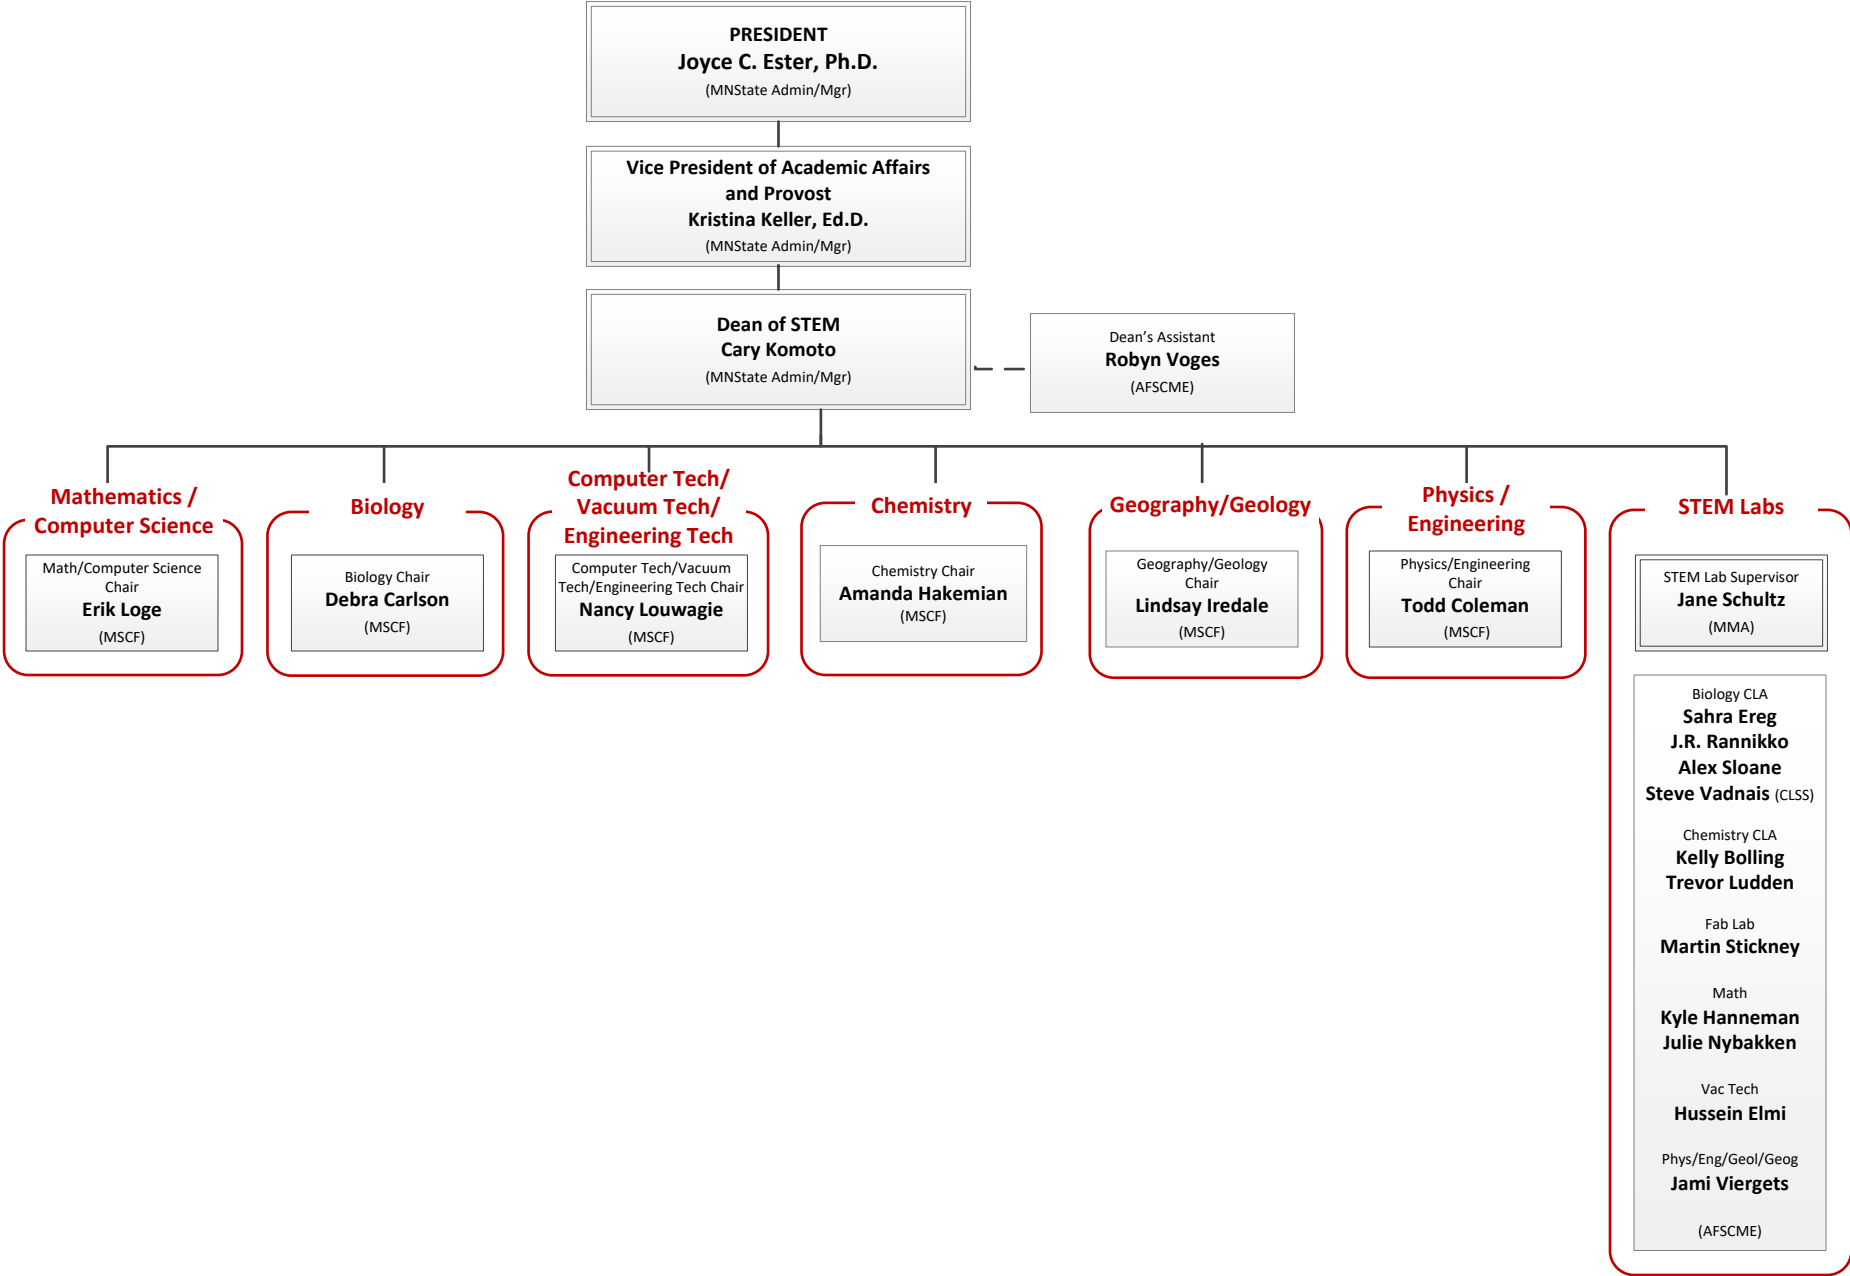 PRESIDENT
Joyce C. Ester, Ph.D.
(MNState Admin/Mgr)
Vice President of Academic Affairs
and Provost
Kristina Keller, Ed.D.
(MNState Admin/Mgr)
Dean of STEM
Cary Komoto
(MNState Admin/Mgr)
Dean’s Assistant
Robyn Voges
(AFSCME)
Mathematics /
Computer Science
Math/Computer Science
Chair
Erik Loge
(MSCF)
Biology
Biology Chair
Debra Carlson
(MSCF)
Computer Tech/
Vacuum Tech/
Engineering Tech
Computer Tech/Vacuum
Tech/Engineering Tech Chair
Nancy Louwagie
(MSCF)
Chemistry
Chemistry Chair
Amanda Hakemian
(MSCF)
Geography/Geology
Geography/Geology
Chair
Lindsay Iredale
(MSCF)
Physics /
Engineering
Physics/Engineering
Chair
Todd Coleman
(MSCF)
STEM Labs
STEM Lab Supervisor
Jane Schultz
(MMA)
Biology CLA
Sahra Ereg
J.R. Rannikko
Alex Sloane
Steve Vadnais (CLSS)
Chemistry CLA
Kelly Bolling
Trevor Ludden
Fab Lab
Martin Stickney
Math
Kyle Hanneman
Julie Nybakken
Vac Tech
Hussein Elmi
Phys/Eng/Geol/Geog
Jami Viergets
(AFSCME)